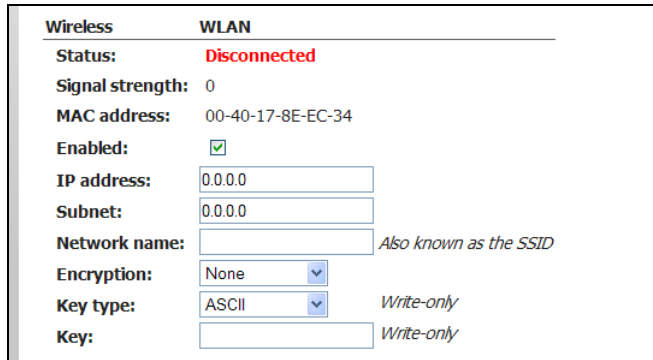 Wireless WLAN
Status: Disconnected
Signal strength: 0
MAC address: 00-40-17-8E-EC-34
Enabled:
IP address: 0.0.0.0
Subnet: 0.0.0.0
Network name: Also known as the SSID
Encryption: None
Key type: ASCII Write-only
Key: Write-only